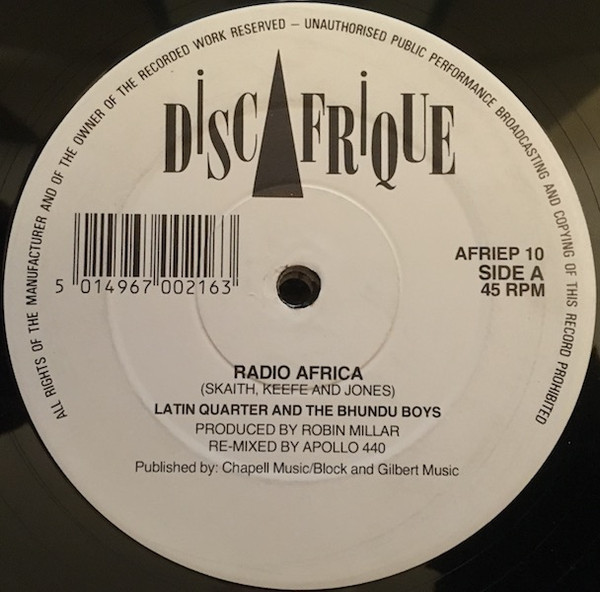 ALL RIGHTS OF THE MANUFACTURER AND OF THE OWNER OF THE RECORDED WORK RESERVED – UNAUTHORISED PUBLIC PERFORMANCE BROADCASTING AND COPYING OF THIS RECORD PROHIBITED
DiSCAFRiQUE
5 014967 002163
AFRIEP 10
SIDE A
45 RPM
RADIO AFRICA
(SKAITH, KEEFE AND JONES)
LATIN QUARTER AND THE BHUNDU BOYS
PRODUCED BY ROBIN MILLAR
RE-MIXED BY APOLLO 440
Published by: Chapell Music/Block and Gilbert Music